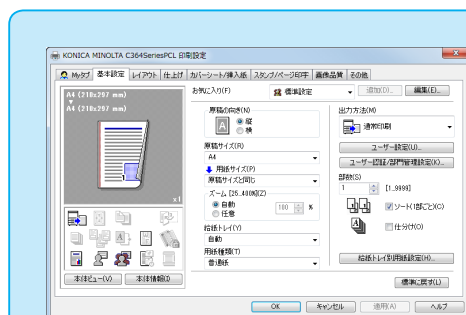 KONICA MINOLTA C364SeriesPCL 印刷設定
Myタブ 基本設定 レイアウト 仕上げ カバーシート/挿入紙 スタンプ/ページ印字 画像品質 その他
A4 (210x297 mm)
A4 (210x297 mm)
x1
本体ビュー(V) 本体情報(I)
お気に入り(F) 標準設定 追加(D)... 編集(E)...
原稿の向き(N)
縦
横
原稿サイズ(R)
A4
用紙サイズ(P)
原稿サイズと同じ
ズーム [25..400%](Z)
自動
任意
100 %
給紙トレイ(Y)
自動
用紙種類(T)
普通紙
出力方法(M)
通常印刷
ユーザー設定(U)...
ユーザー認証/部門管理設定(K)...
部数(S)
1 [1..9999]
ソート(1部ごと)(C)
仕分け(O)
給紙トレイ別用紙設定(H)...
標準に戻す(L)
OK キャンセル 適用(A) ヘルプ